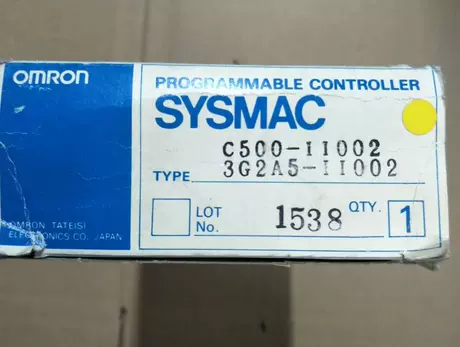 OMRON
PROGRAMMABLE CONTROLLER
SYSMAC
C500-II002
TYPE 3G2A5-II002
LOT No. 1538 QTY. 1
OMRON TATEISI
ELECTRONICS CO. JAPAN